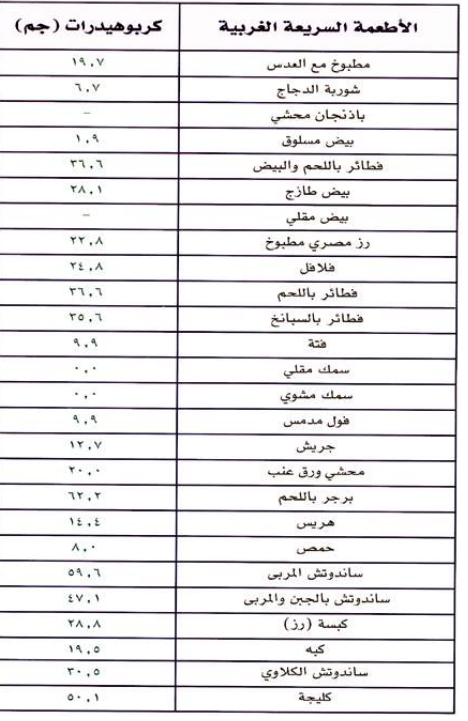 الأطعمة السريعة الغربية كربوهيدرات (جم)
مطبوخ مع العدس ١٩,٧
شوربة الدجاج ٦,٧
باذنجان محشي -
بيض مسلوق ١,٩
فطائر باللحم والبيض ٣٦,٦
بيض طازج ٢٨,١
بيض مقلي -
رز مصري مطبوخ ٢٢,٨
فلافل ٢٤,٨
فطائر باللحم ٣٦,٦
فطائر بالسبانخ ٣٥,٦
فتة ٩,٩
سمك مقلي ٠,٠
سمك مشوي ٠,٠
فول مدمس ٩,٩
جريش ١٢,٧
محشي ورق عنب ٢٠,٠
برجر باللحم ٦٢,٢
هريس ١٤,٤
حمص ٨,٠
ساندوتش المربى ٥٩,٦
ساندوتش بالجبن والمربى ٤٧,١
كبسة (رز) ٢٨,٨
كبه ١٩,٥
ساندوتش الكلاوي ٣٠,٥
كليجة ٥٠,١